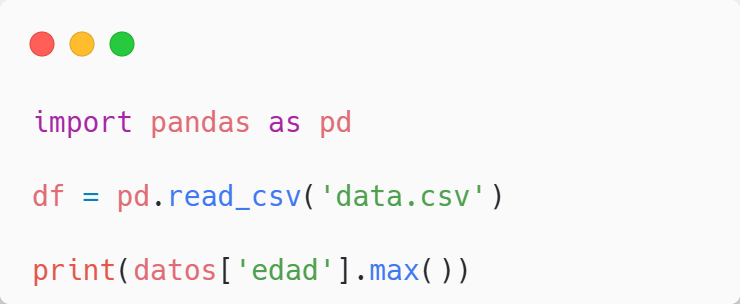 import pandas as pd
df = pd.read_csv('data.csv')
print(datos['edad'].max())